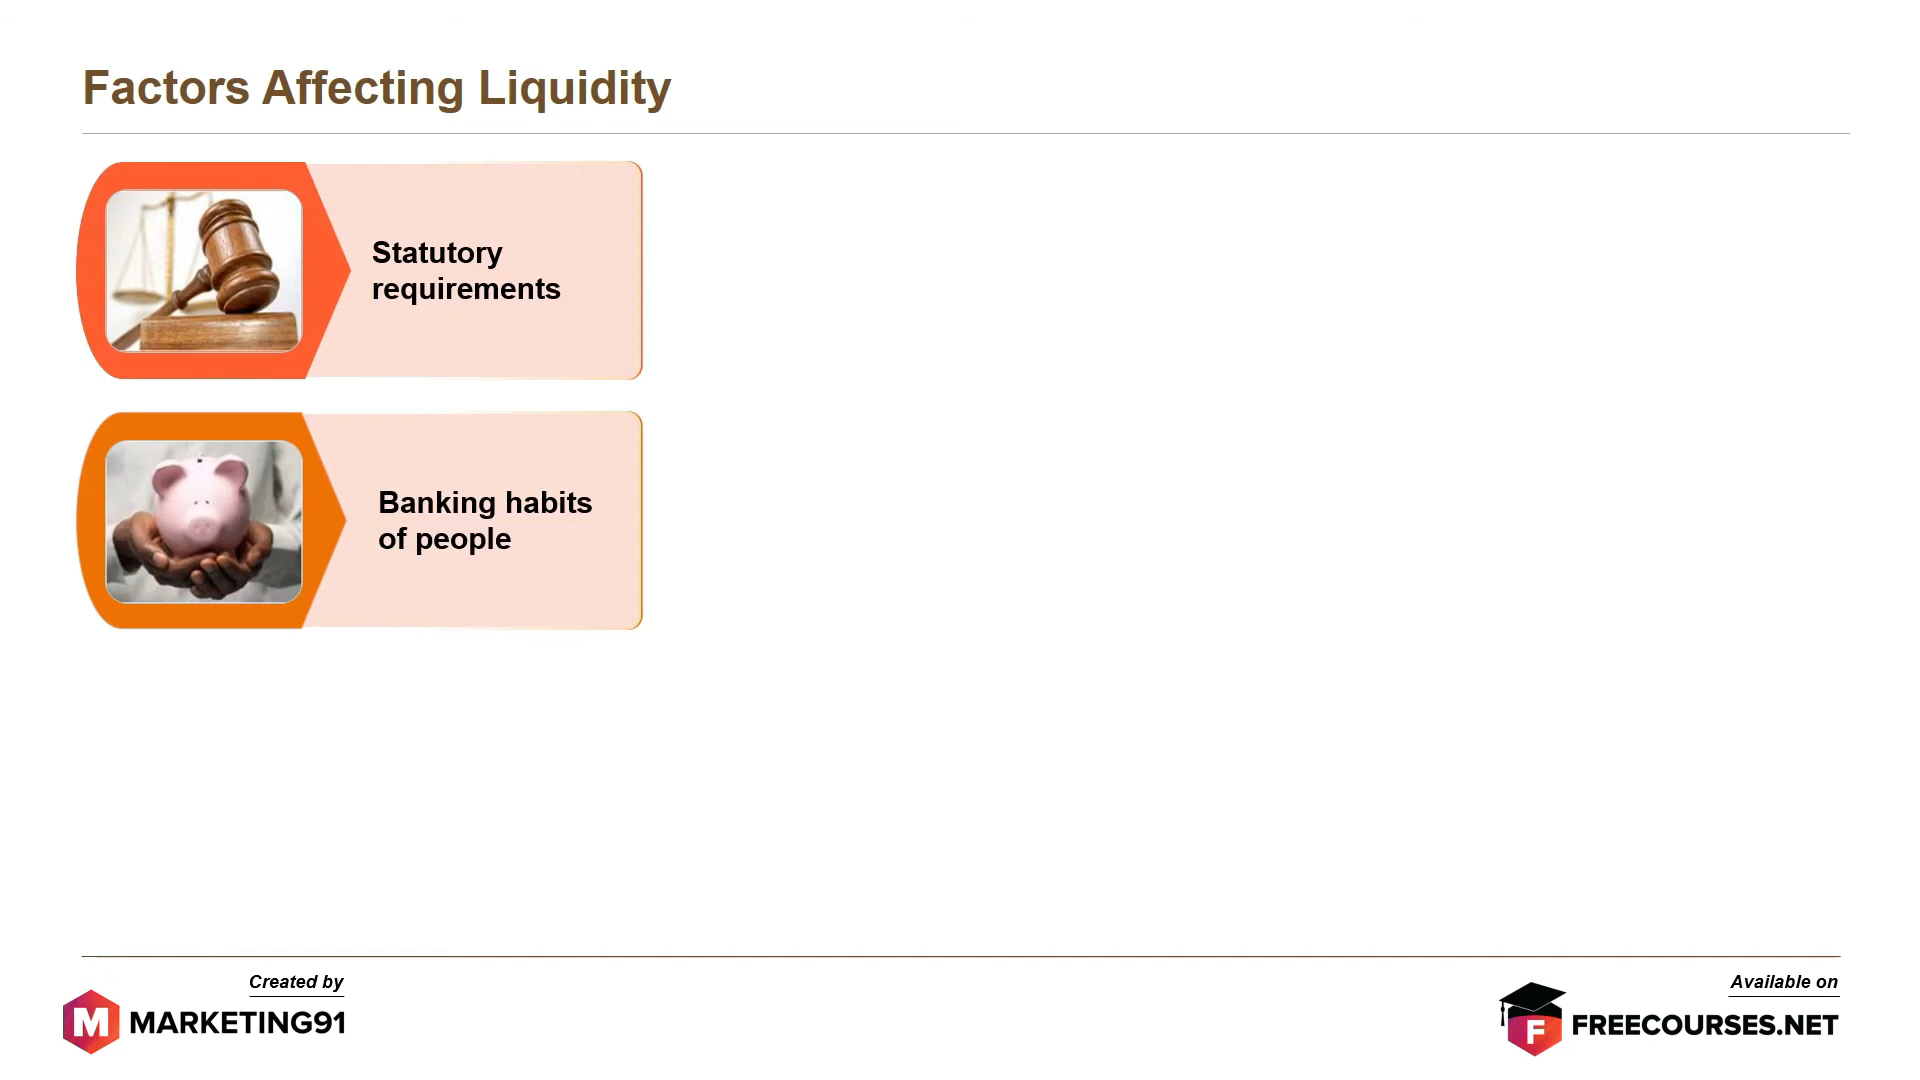 Factors Affecting Liquidity
Statutory
requirements
Banking habits
of people
Created by
M MARKETING91
Available on
F FREECOURSES.NET